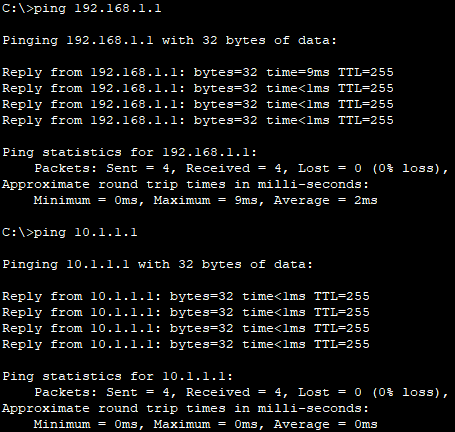 C:\>ping 192.168.1.1
Pinging 192.168.1.1 with 32 bytes of data:
Reply from 192.168.1.1: bytes=32 time=9ms TTL=255
Reply from 192.168.1.1: bytes=32 time<1ms TTL=255
Reply from 192.168.1.1: bytes=32 time<1ms TTL=255
Reply from 192.168.1.1: bytes=32 time<1ms TTL=255
Ping statistics for 192.168.1.1:
    Packets: Sent = 4, Received = 4, Lost = 0 (0% loss),
Approximate round trip times in milli-seconds:
    Minimum = 0ms, Maximum = 9ms, Average = 2ms
C:\>ping 10.1.1.1
Pinging 10.1.1.1 with 32 bytes of data:
Reply from 10.1.1.1: bytes=32 time<1ms TTL=255
Reply from 10.1.1.1: bytes=32 time<1ms TTL=255
Reply from 10.1.1.1: bytes=32 time<1ms TTL=255
Reply from 10.1.1.1: bytes=32 time<1ms TTL=255
Ping statistics for 10.1.1.1:
    Packets: Sent = 4, Received = 4, Lost = 0 (0% loss),
Approximate round trip times in milli-seconds:
    Minimum = 0ms, Maximum = 0ms, Average = 0ms